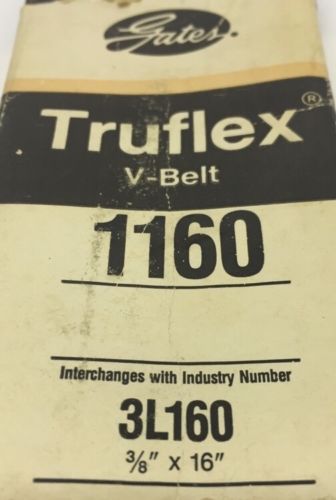 Gates
Truflex®
V-Belt
1160
Interchanges with Industry Number
3L160
3/8" x 16"